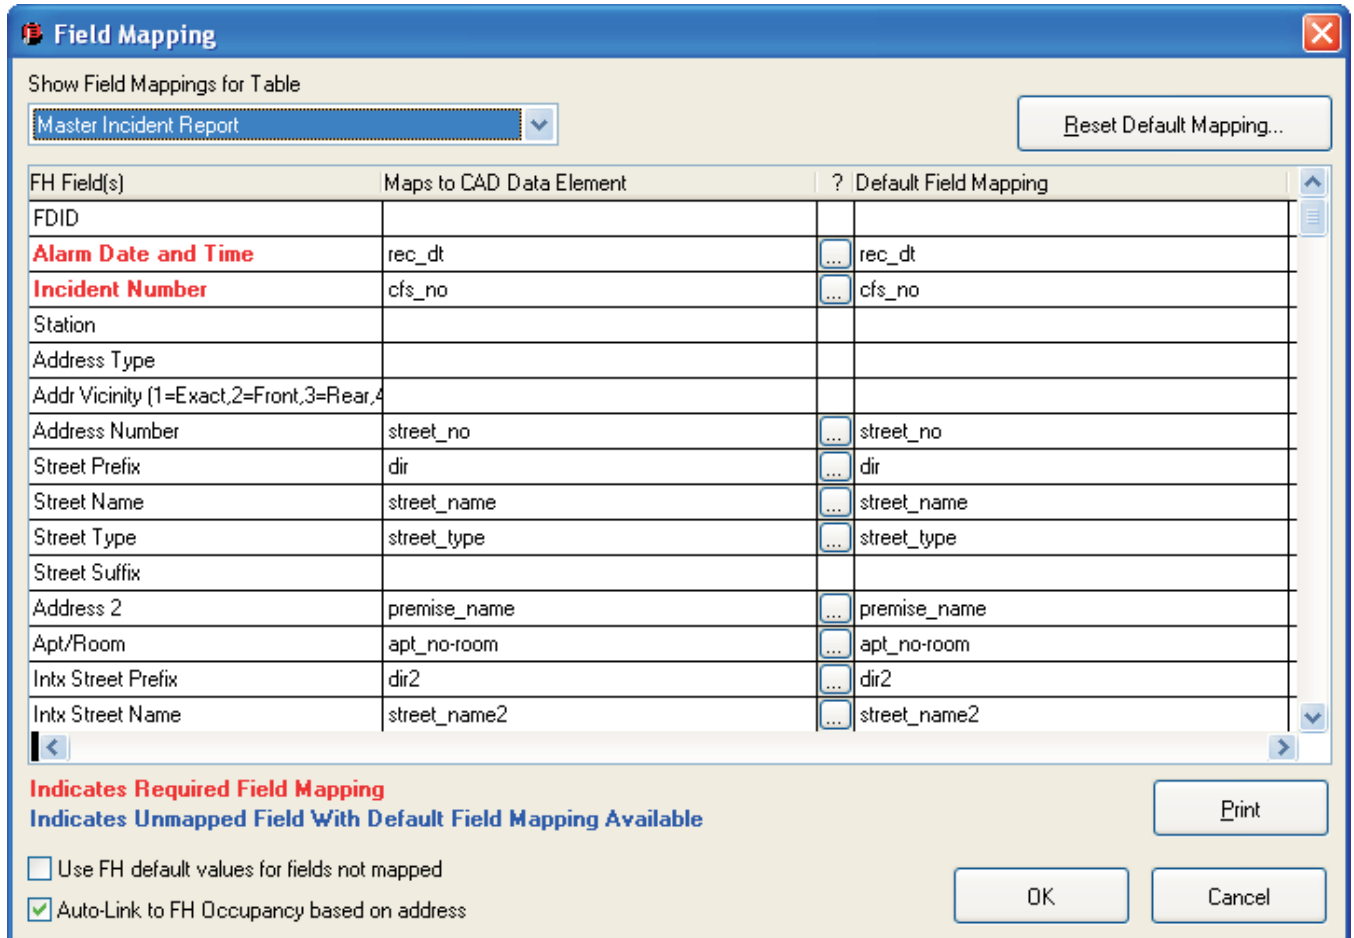 Field Mapping
Show Field Mappings for Table
Master Incident Report
Reset Default Mapping...
FH Field(s) Maps to CAD Data Element ? Default Field Mapping
FDID
Alarm Date and Time rec_dt ... rec_dt
Incident Number cfs_no ... cfs_no
Station
Address Type
Addr Vicinity (1=Exact,2=Front,3=Rear,4
Address Number street_no ... street_no
Street Prefix dir ... dir
Street Name street_name ... street_name
Street Type street_type ... street_type
Street Suffix
Address 2 premise_name ... premise_name
Apt/Room apt_no-room ... apt_no-room
Intx Street Prefix dir2 ... dir2
Intx Street Name street_name2 ... street_name2
Indicates Required Field Mapping
Indicates Unmapped Field With Default Field Mapping Available
Print
Use FH default values for fields not mapped
Auto-Link to FH Occupancy based on address
OK Cancel